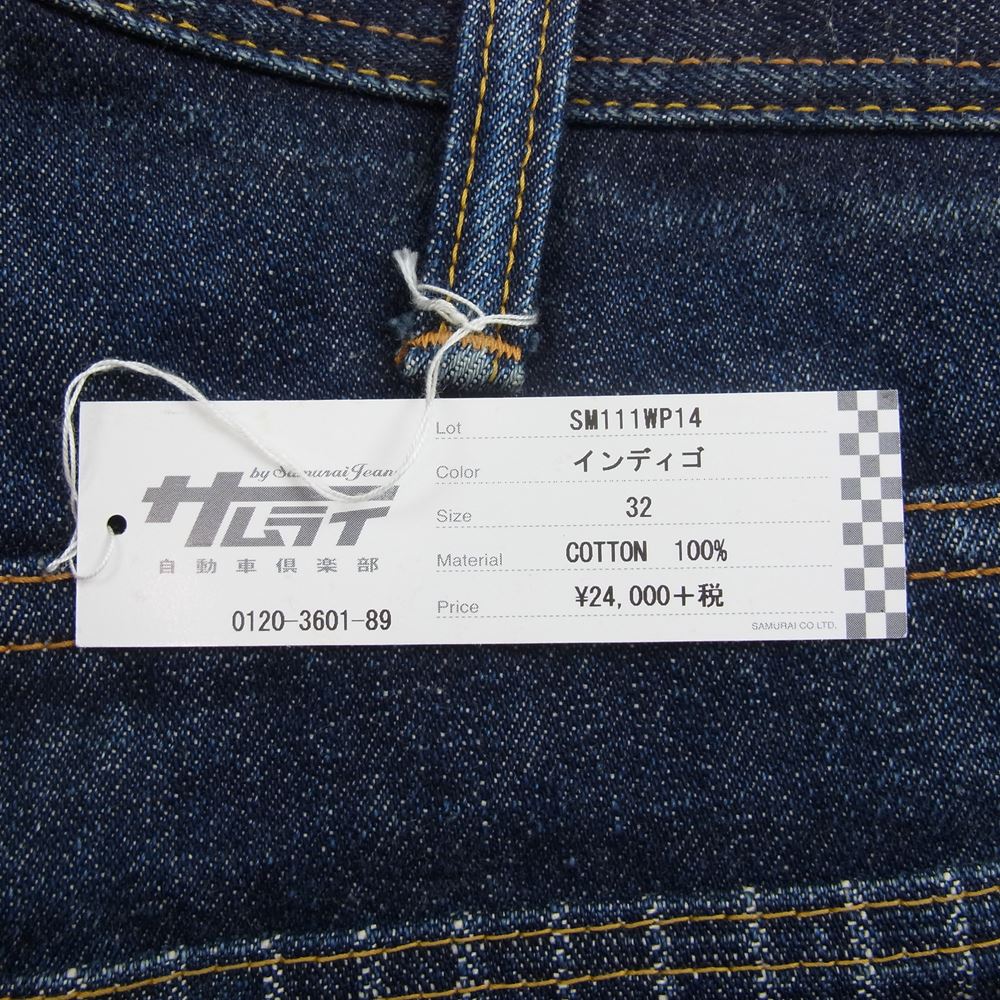 by Samurai Jeans
サムライ
自動車倶楽部
0120-3601-89
Lot SM111WP14
Color インディゴ
Size 32
Material COTTON 100%
Price ¥24,000+税
SAMURAI CO LTD.